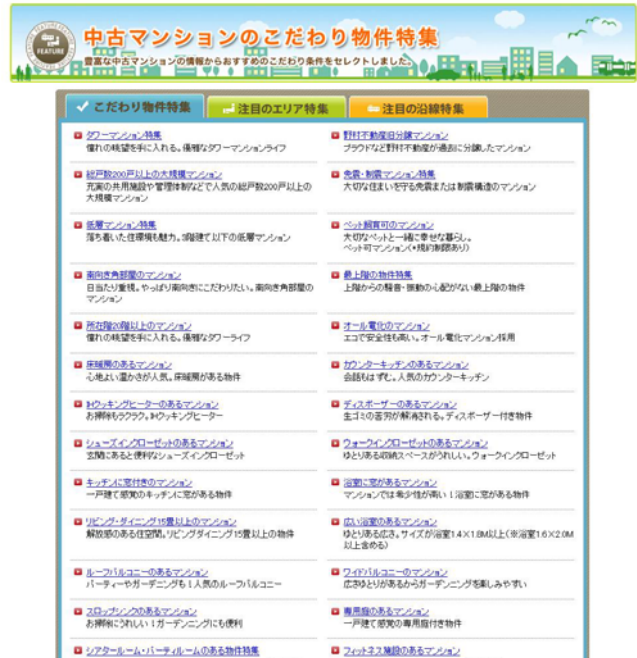 FEATURE
中古マンションのこだわり物件特集
豊富な中古マンションの情報からおすすめのこだわり条件をセレクトしました。
こだわり物件特集
注目のエリア特集
注目の沿線特集
タワーマンション特集
憧れの眺望を手に入れる。優雅なタワーマンションライフ
野村不動産旧分譲マンション
プラウドなど野村不動産が過去に分譲したマンション
総戸数200戸以上の大規模マンション
充実の共用施設や管理体制などで人気の総戸数200戸以上の
大規模マンション
免震・制震マンション特集
大切な住まいを守る免震または制震構造のマンション
低層マンション特集
落ち着いた住環境も魅力。3階建て以下の低層マンション
ペット飼育可のマンション
大切なペットと一緒に幸せな暮らし。
ペット可マンション(*規約制限あり)
南向き角部屋のマンション
日当たり重視。やっぱり南向きにこだわりたい。南向き角部屋の
マンション
最上階の物件特集
上階からの騒音・振動の心配がない最上階の物件
所在階20階以上のマンション
憧れの眺望を手に入れる。優雅なタワーライフ
オール電化のマンション
エコで安全性も高い。オール電化マンション採用
床暖房のあるマンション
心地よい温かさが人気。床暖房がある物件
カウンターキッチンのあるマンション
会話もはずむ。人気のカウンターキッチン
IHクッキングヒーターのあるマンション
お掃除もラクラク。IHクッキングヒーター
ディスポーザーのあるマンション
生ゴミの苦労が解消される。ディスポーザー付き物件
シューズインクローゼットのあるマンション
玄関にあると便利なシューズインクローゼット
ウォークインクローゼットのあるマンション
ゆとりある収納スペースがうれしい。ウォークインクローゼット
キッチンに窓付きのマンション
一戸建て感覚のキッチンに窓がある物件
浴室に窓があるマンション
マンションでは希少性が高い！浴室に窓がある物件
リビング・ダイニング15畳以上のマンション
解放感のある住空間。リビングダイニング15畳以上の物件
広い浴室のあるマンション
ゆとりある広さ。サイズが浴室1.4×1.8M以上(※浴室1.6×2.0M
以上含める)
ルーフバルコニーのあるマンション
パーティーやガーデニングも！人気のルーフバルコニー
ワイドバルコニーのマンション
広さゆとりがあるからガーデンニングを楽しみやすい
スロップシンクのあるマンション
お掃除にうれしい！ガーデンニングにも便利
専用庭のあるマンション
一戸建て感覚の専用庭付き物件
シアタールーム・パーティルームのある物件特集
フィットネス施設のあるマンション